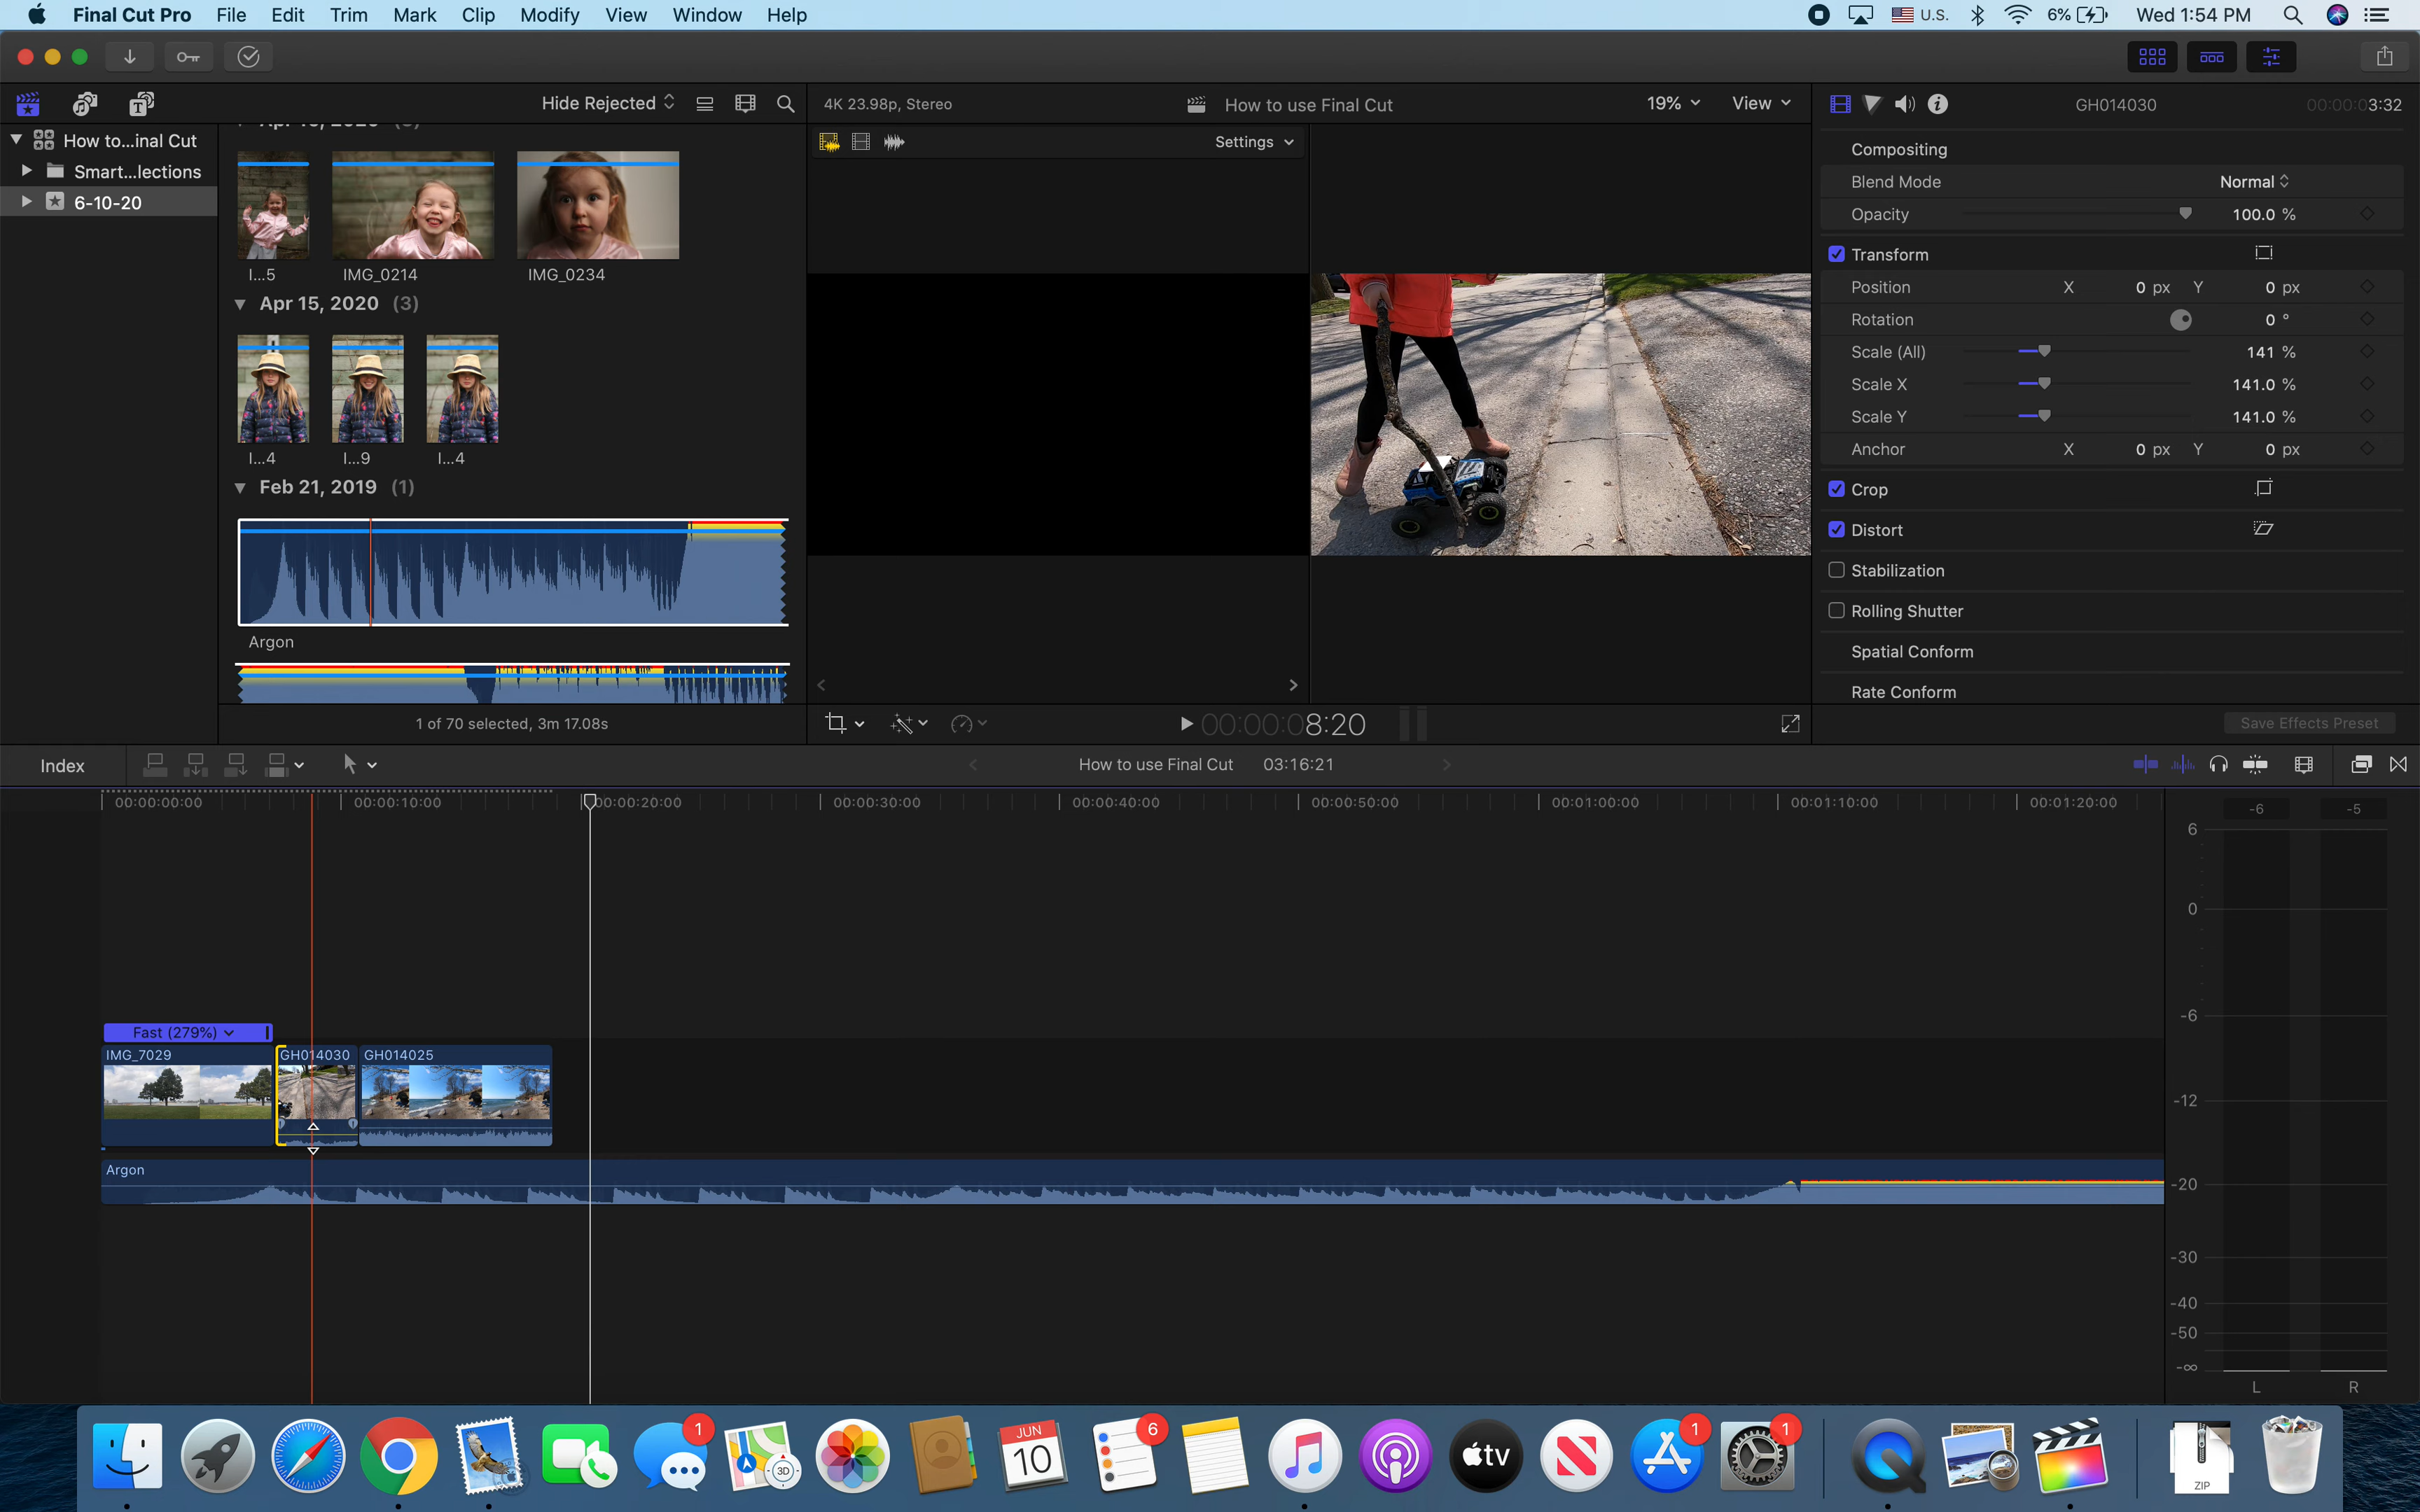 Final Cut Pro File Edit Trim Mark Clip Modify View Window Help U.S. 6% Wed 1:54 PM
Hide Rejected 4K 23.98p, Stereo How to use Final Cut 19% View GH014030 00:00:03:32
How to...inal Cut
Smart...lections
6-10-20
I...5 IMG_0214 IMG_0234
Apr 15, 2020 (3)
I...4 I...9 I...4
Feb 21, 2019 (1)
Argon
1 of 70 selected, 3m 17.08s
Settings
00:00:08:20
Compositing
Blend Mode Normal
Opacity 100.0 %
Transform
Position X 0 px Y 0 px
Rotation 0 °
Scale (All) 141 %
Scale X 141.0 %
Scale Y 141.0 %
Anchor X 0 px Y 0 px
Crop
Distort
Stabilization
Rolling Shutter
Spatial Conform
Rate Conform
Save Effects Preset
Index How to use Final Cut 03:16:21
00:00:00:00 00:00:10:00 00:00:20:00 00:00:30:00 00:00:40:00 00:00:50:00 00:01:00:00 00:01:10:00 00:01:20:00
Fast (279%)
IMG_7029 GH014030 GH014025
Argon
-6 -5
6
0
-6
-12
-20
-30
-40
-50
-∞
L R
1 3D JUN 10 6 tv 1 1 ZIP